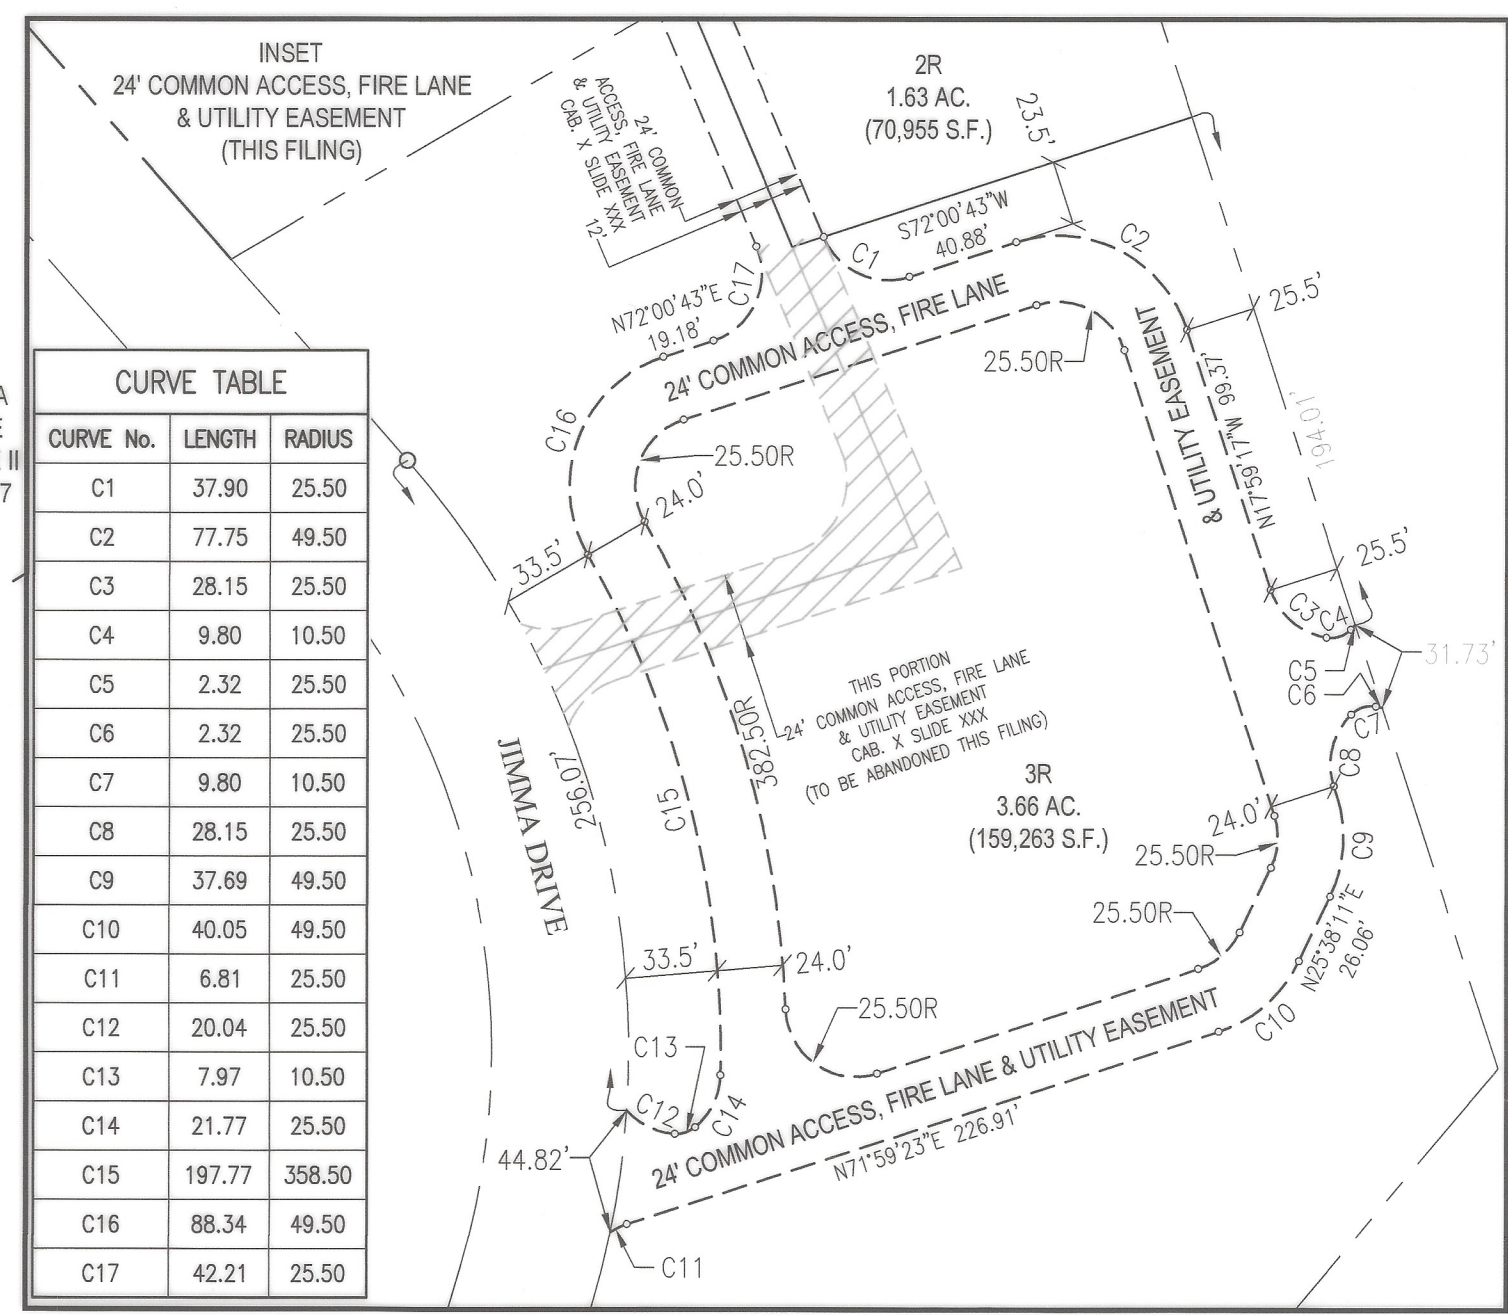 INSET
24' COMMON ACCESS, FIRE LANE
& UTILITY EASEMENT
(THIS FILING)
24' COMMON
ACCESS, FIRE LANE
& UTILITY EASEMENT
CAB. X SLIDE XXX
12'
2R
1.63 AC.
(70,955 S.F.)
23.5'
S72°00'43"W
40.88'
C1
C2
C17
N72°00'43"E
19.18'
25.5'
24' COMMON ACCESS, FIRE LANE
& UTILITY EASEMENT
25.50R
N17°59'17"W 99.37'
194.01'
C16
25.50R
24.0'
33.5'
25.5'
C3
C4
C5
C6
31.73'
C7
C8
THIS PORTION
24' COMMON ACCESS, FIRE LANE
& UTILITY EASEMENT
CAB. X SLIDE XXX
(TO BE ABANDONED THIS FILING)
382.50R
C15
256.07'
JIMMA DRIVE
3R
3.66 AC.
(159,263 S.F.)
24.0'
25.50R
C9
25.50R
N25°38'11"E
26.06'
33.5'
24.0'
25.50R
C10
C13
C12
C14
24' COMMON ACCESS, FIRE LANE & UTILITY EASEMENT
N71°59'23"E 226.91'
44.82'
C11
A
E
II
7
CURVE TABLE
CURVE No. LENGTH RADIUS
C1 37.90 25.50
C2 77.75 49.50
C3 28.15 25.50
C4 9.80 10.50
C5 2.32 25.50
C6 2.32 25.50
C7 9.80 10.50
C8 28.15 25.50
C9 37.69 49.50
C10 40.05 49.50
C11 6.81 25.50
C12 20.04 25.50
C13 7.97 10.50
C14 21.77 25.50
C15 197.77 358.50
C16 88.34 49.50
C17 42.21 25.50